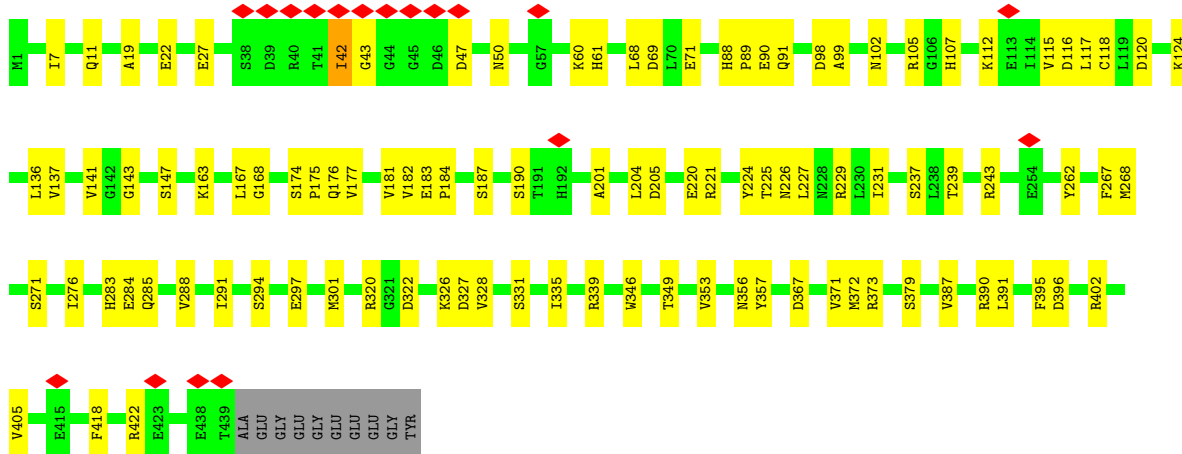 M1 I7 Q11 A19 E22 E27 S38 D39 R40 T41 I42 G43 G44 G45 D46 D47 N50 G57 K60 H61 L68 D69 L70 E71 H88 P89 E90 Q91 D98 A99 N102 R105 G106 H107 K112 E113 I114 V115 D116 L117 C118 L119 D120 K124
L136 V137 V141 G142 G143 S147 K163 L167 G168 S174 P175 Q176 V177 V181 V182 E183 P184 S187 S190 T191 H192 A201 L204 D205 E220 R221 Y224 T225 N226 L227 N228 R229 L230 I231 S237 L238 T239 R243 E254 Y262 F267 M268
S271 I276 H283 E284 Q285 V288 I291 S294 E297 M301 R320 G321 D322 K326 D327 V328 S331 I335 R339 W346 T349 V353 N356 Y357 D367 V371 M372 R373 S379 V387 R390 L391 F395 D396 R402
V405 E415 F418 R422 E423 E438 T439 ALA GLU GLY GLU GLY GLU GLU GLU GLY TYR